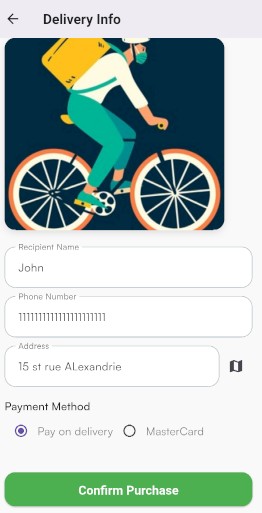 Delivery Info
Recipient Name
John
Phone Number
111111111111111111111
Address
15 st rue ALexandrie
Payment Method
Pay on delivery
MasterCard
Confirm Purchase